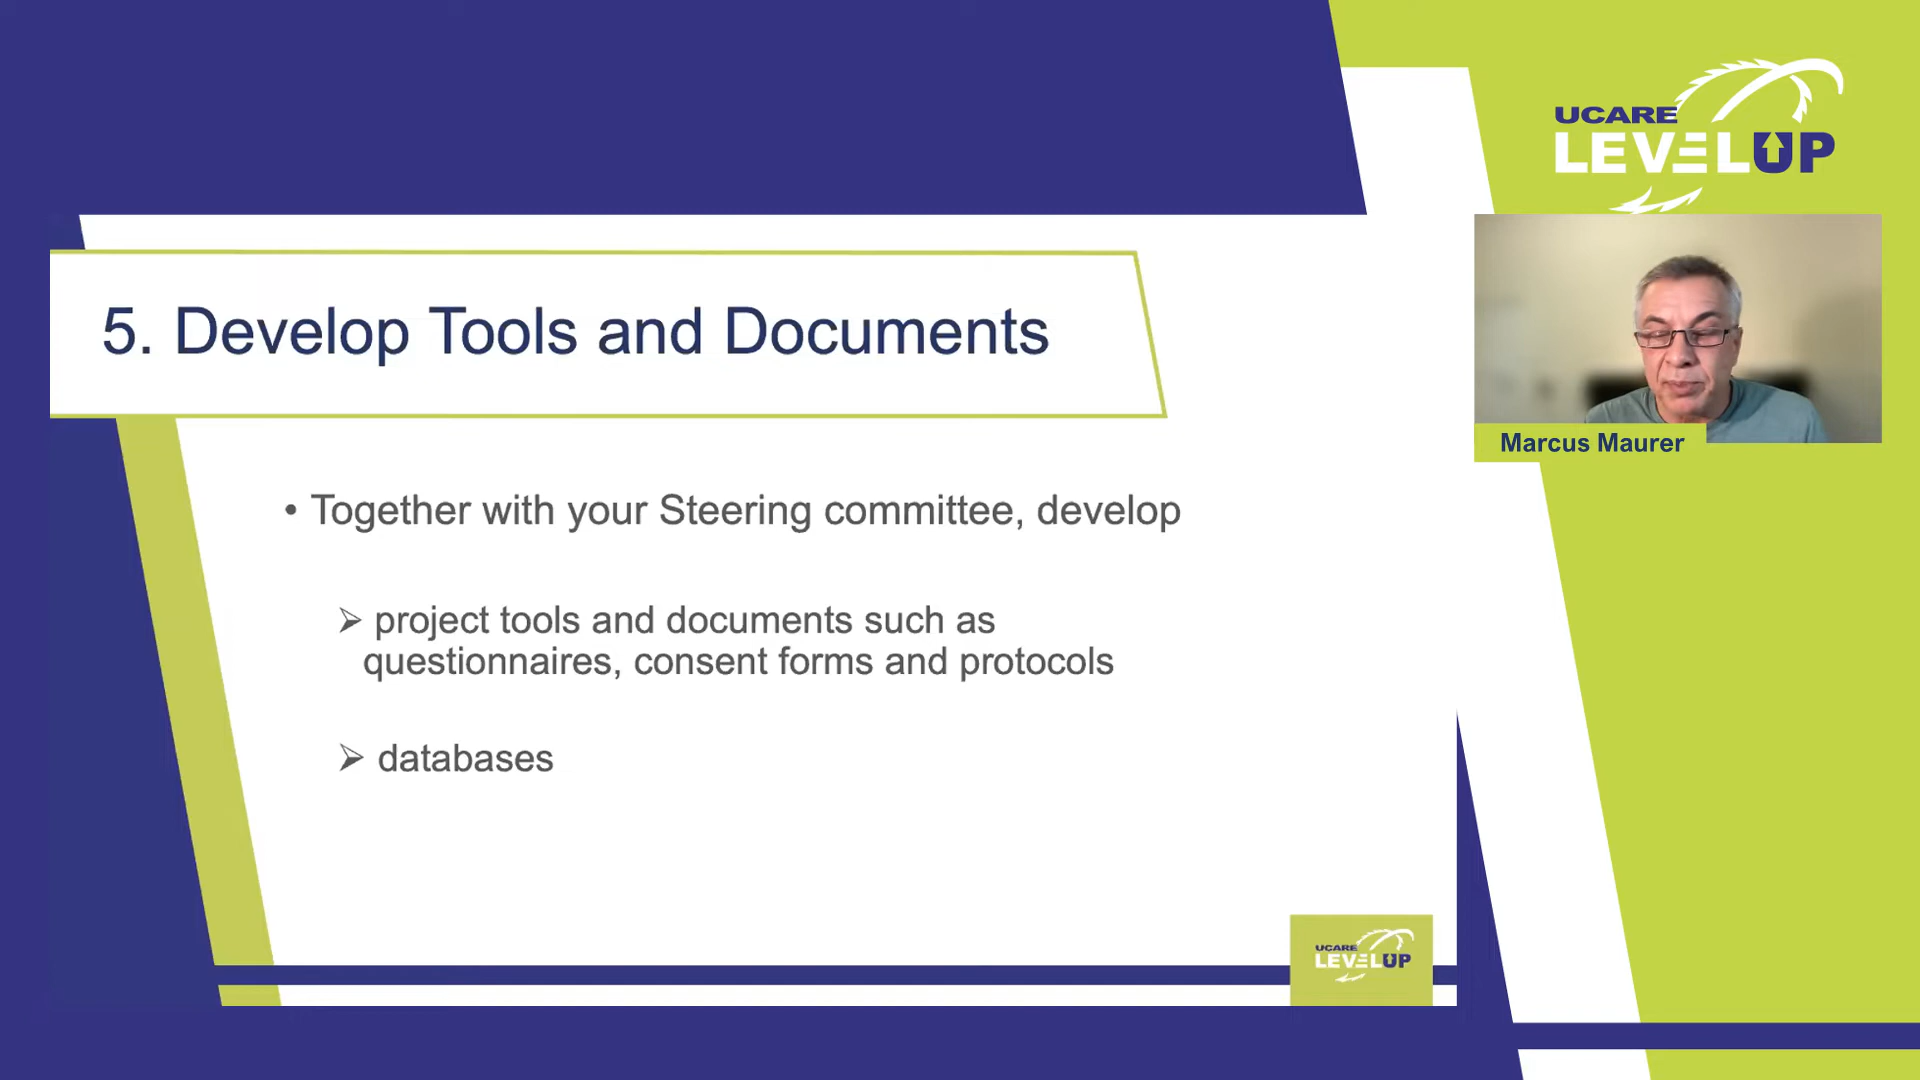 UCARE
LEVELUP
5. Develop Tools and Documents
Marcus Maurer
• Together with your Steering committee, develop
➢ project tools and documents such as
questionnaires, consent forms and protocols
➢ databases
UCARE
LEVELUP